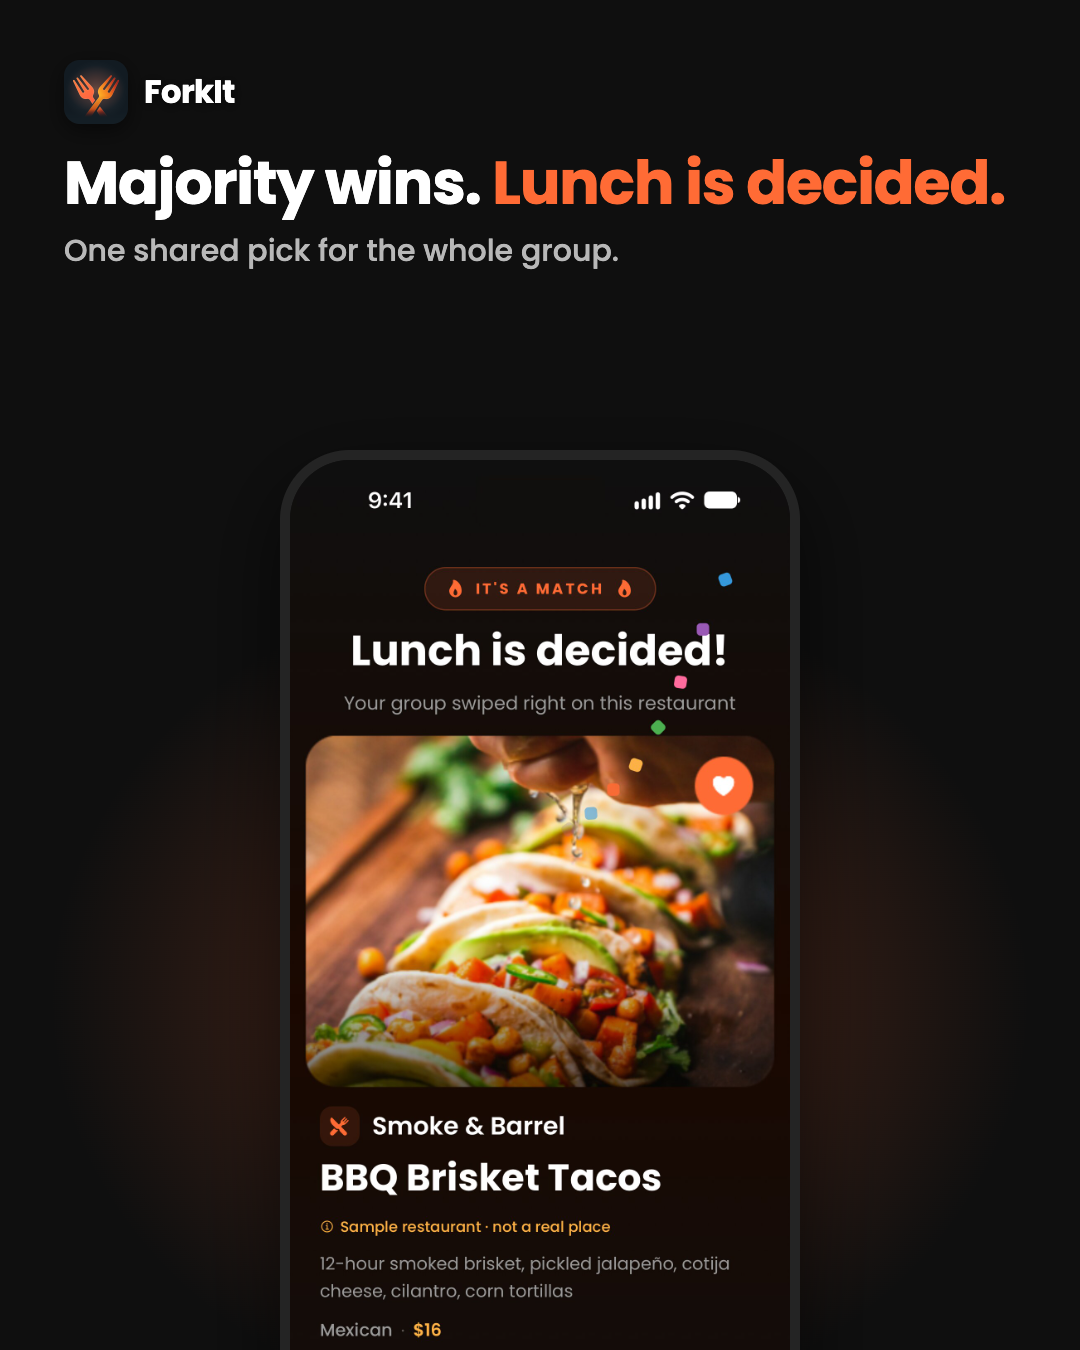 ForkIt
Majority wins. Lunch is decided.
One shared pick for the whole group.
9:41
IT'S A MATCH
Lunch is decided!
Your group swiped right on this restaurant
Smoke & Barrel
BBQ Brisket Tacos
Sample restaurant · not a real place
12-hour smoked brisket, pickled jalapeño, cotija
cheese, cilantro, corn tortillas
Mexican · $16